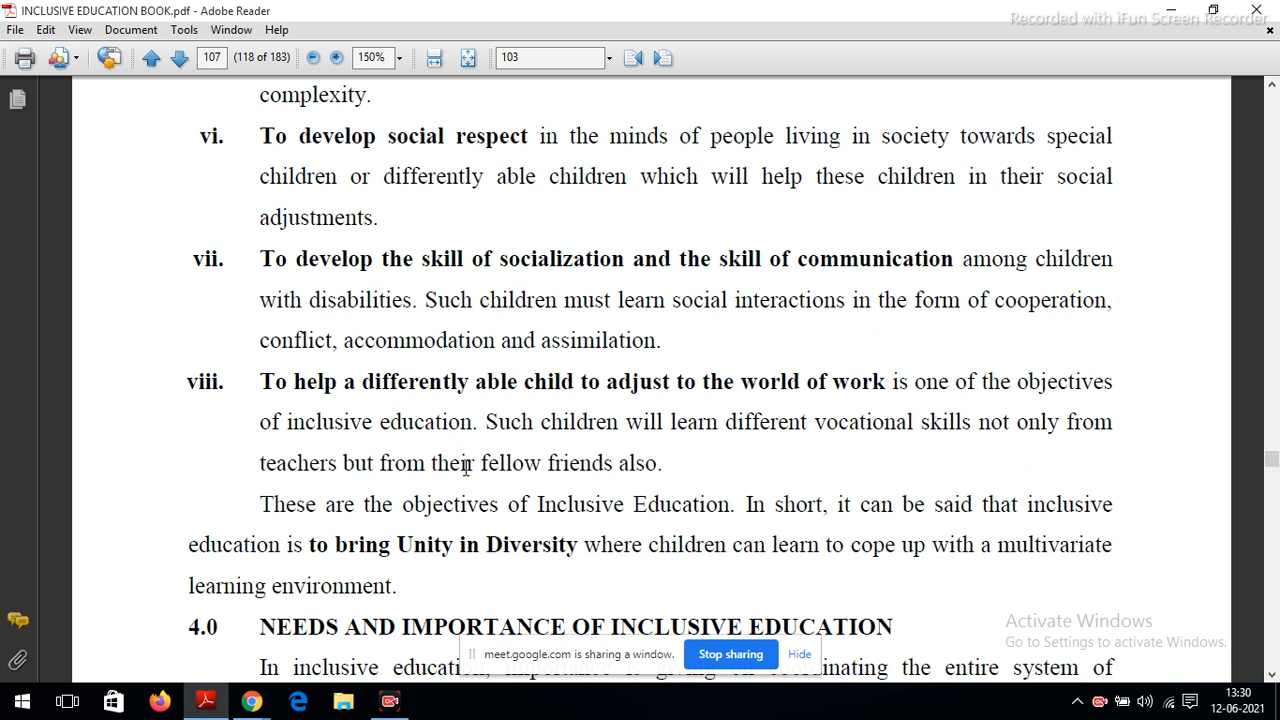 INCLUSIVE EDUCATION BOOK.pdf - Adobe Reader
Recorded with iFun Screen Recorder
File Edit View Document Tools Window Help
107 (118 of 183) 150% 103
complexity.
vi. To develop social respect in the minds of people living in society towards special
children or differently able children which will help these children in their social
adjustments.
vii. To develop the skill of socialization and the skill of communication among children
with disabilities. Such children must learn social interactions in the form of cooperation,
conflict, accommodation and assimilation.
viii. To help a differently able child to adjust to the world of work is one of the objectives
of inclusive education. Such children will learn different vocational skills not only from
teachers but from their fellow friends also.
These are the objectives of Inclusive Education. In short, it can be said that inclusive
education is to bring Unity in Diversity where children can learn to cope up with a multivariate
learning environment.
4.0 NEEDS AND IMPORTANCE OF INCLUSIVE EDUCATION
Activate Windows
Go to Settings to activate Windows.
meet.google.com is sharing a window. Stop sharing Hide
In inclusive education, importance is giving on coordinating the entire system of
13:30
12-06-2021